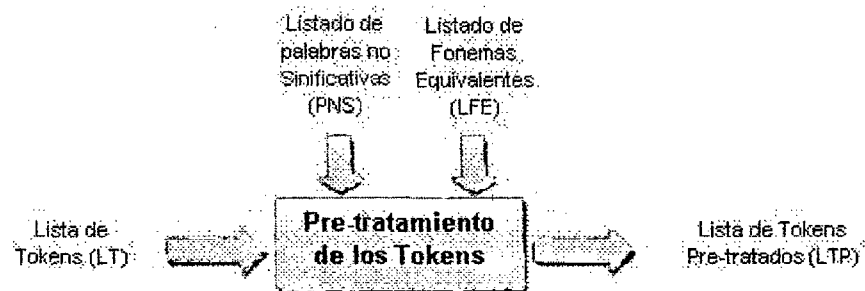 Listado de
palabras no
Sinificativas
(PNS)
Listado de
Fonemas
Equivalentes
(LFE)
Lista de
Tokens (LT)
Pre-tratamiento
de los Tokens
Lista de Tokens
Pre-tratados (LTP)